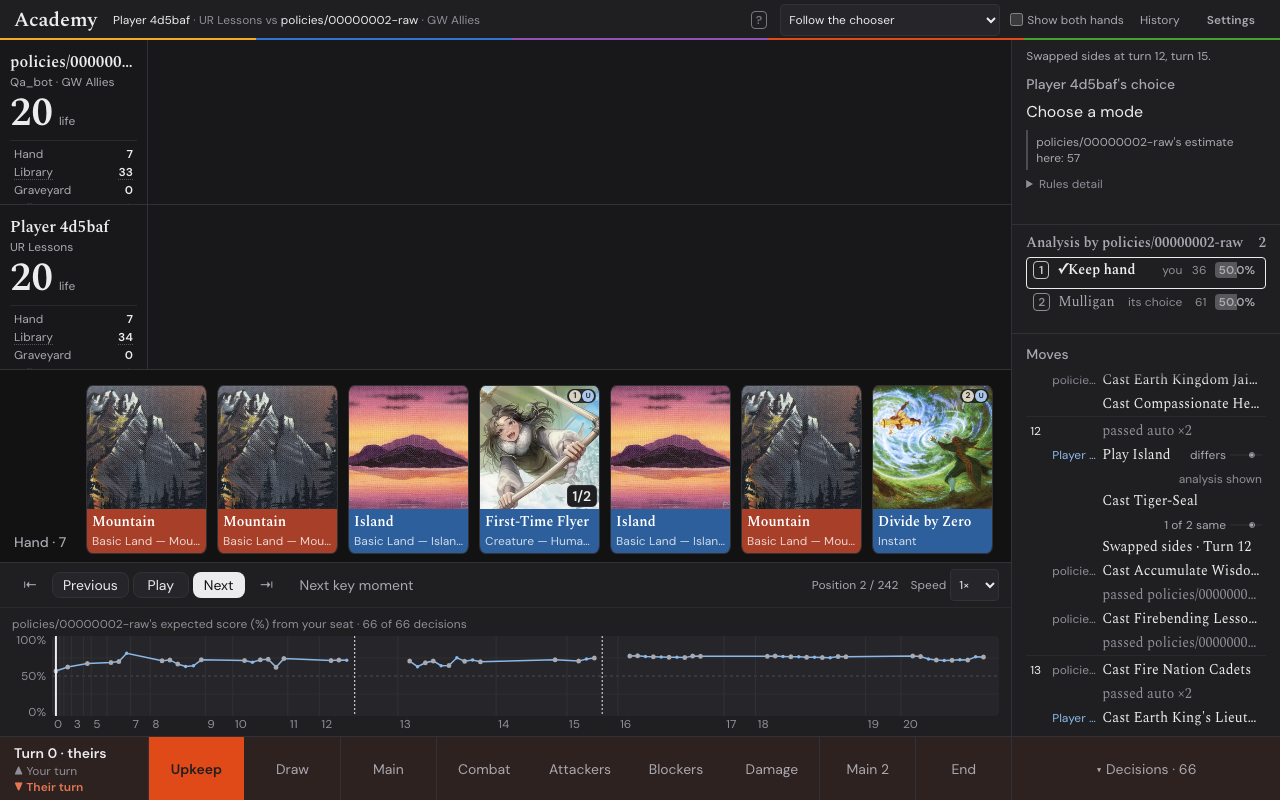 Academy
Player 4d5baf · UR Lessons vs policies/00000002-raw · GW Allies
?
Follow the chooser
Show both hands
History
Settings
policies/000000…
Qa_bot · GW Allies
20 life
Hand 7
Library 33
Graveyard 0
Player 4d5baf
UR Lessons
20 life
Hand 7
Library 34
Graveyard 0
Hand · 7
Mountain
Basic Land — Mou…
Mountain
Basic Land — Mou…
Island
Basic Land — Islan…
1 U
1/2
First-Time Flyer
Creature — Huma…
Island
Basic Land — Islan…
Mountain
Basic Land — Mou…
2 U
Divide by Zero
Instant
Previous
Play
Next
Next key moment
Position 2 / 242
Speed
1×
policies/00000002-raw's expected score (%) from your seat · 66 of 66 decisions
100%
50%
0%
0 3 5 7 8 9 10 11 12 13 14 15 16 17 18 19 20
Turn 0 · theirs
▲ Your turn
▼ Their turn
Upkeep
Draw
Main
Combat
Attackers
Blockers
Damage
Main 2
End
Swapped sides at turn 12, turn 15.
Player 4d5baf's choice
Choose a mode
policies/00000002-raw's estimate
here: 57
▶ Rules detail
Analysis by policies/00000002-raw 2
1 ✓Keep hand you 36 50.0%
2 Mulligan its choice 61 50.0%
Moves
policie… Cast Earth Kingdom Jai…
Cast Compassionate He…
12 passed auto ×2
Player … Play Island differs
analysis shown
Cast Tiger-Seal
1 of 2 same
Swapped sides · Turn 12
policie… Cast Accumulate Wisdo…
passed policies/0000000…
policie… Cast Firebending Lesso…
passed policies/0000000…
13 policie… Cast Fire Nation Cadets
passed auto ×2
Player … Cast Earth King's Lieut…
▾ Decisions · 66